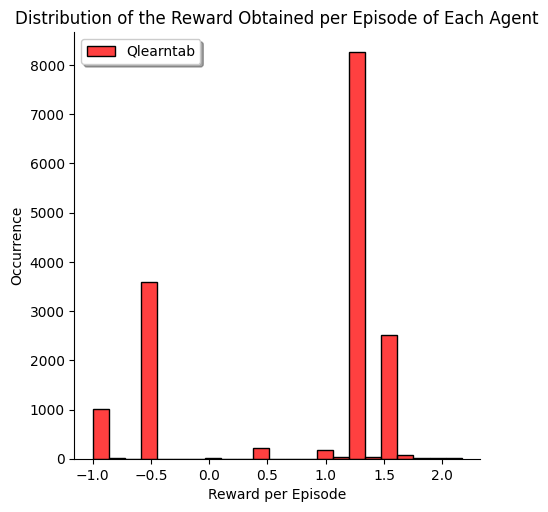 Distribution of the Reward Obtained per Episode of Each Agent
Qlearntab
8000
7000
6000
5000
4000
3000
2000
1000
0
Occurrence
−1.0 −0.5 0.0 0.5 1.0 1.5 2.0
Reward per Episode